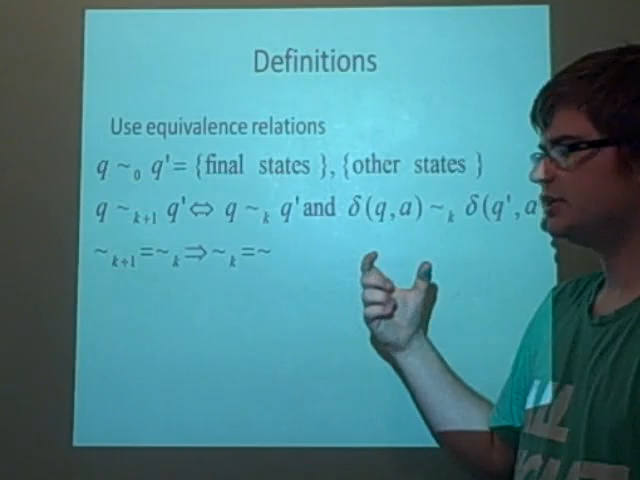 Definitions
Use equivalence relations
q ~₀ q'= {final states }, {other states }
q ~ₖ₊₁ q' ⇔ q ~ₖ q' and δ(q,a) ~ₖ δ(q',a
~ₖ₊₁=~ₖ ⇒ ~ₖ=~